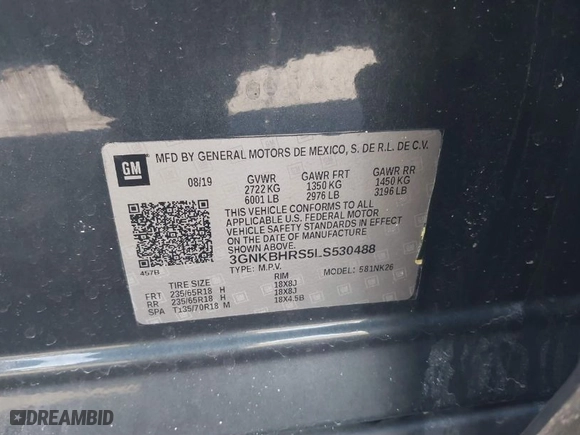 GM
MFD BY GENERAL MOTORS DE MEXICO, S. DE R.L. DE C.V.
08/19 GVWR GAWR FRT GAWR RR
2722 KG 1350 KG 1450 KG
6001 LB 2976 LB 3196 LB
THIS VEHICLE CONFORMS TO ALL
APPLICABLE U.S. FEDERAL MOTOR
VEHICLE SAFETY STANDARDS IN EFFECT
ON THE DATE OF MANUFACTURE
3GNKBHRS5LS530488
457B TYPE: M.P.V. MODEL: 581NK26
TIRE SIZE RIM
FRT 235/65R18 H 18X8J
RR 235/65R18 H 18X8J
SPA T135/70R18 M 18X4.5B
DREAMBID